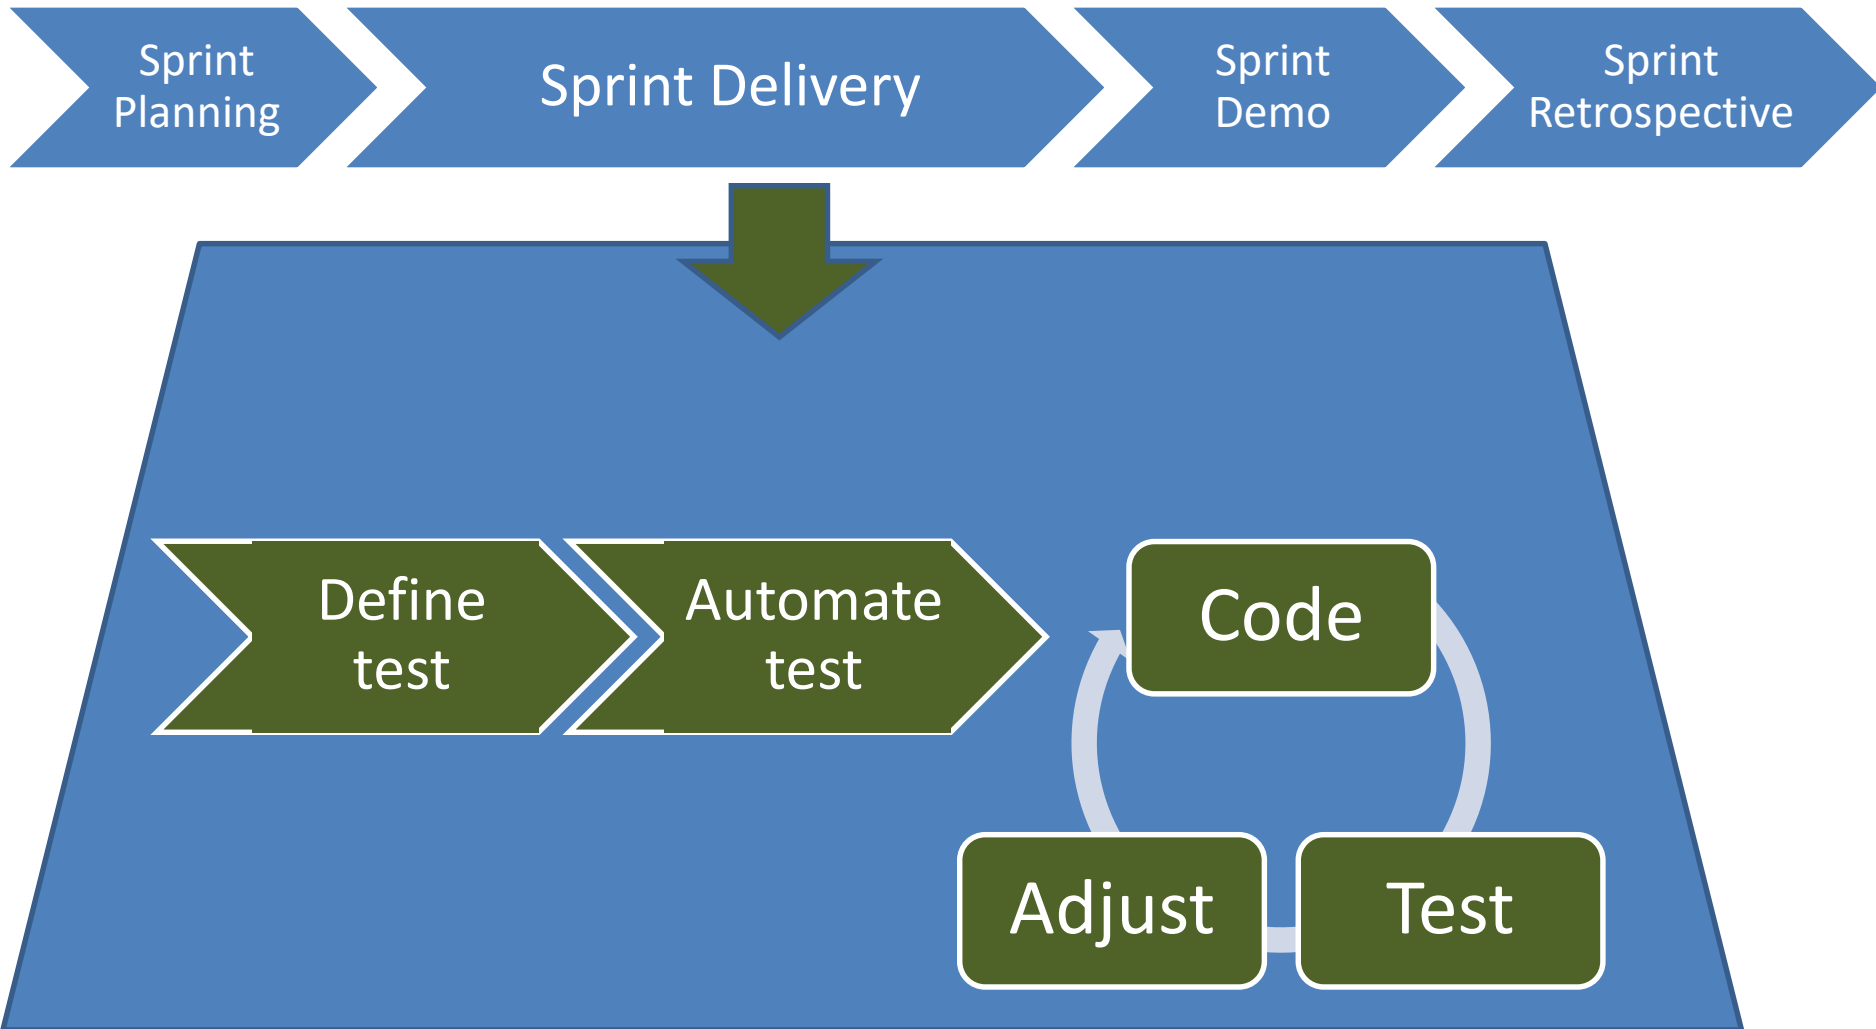 Sprint
Planning
Sprint Delivery
Sprint
Demo
Sprint
Retrospective
Define
test
Automate
test
Code
Adjust
Test